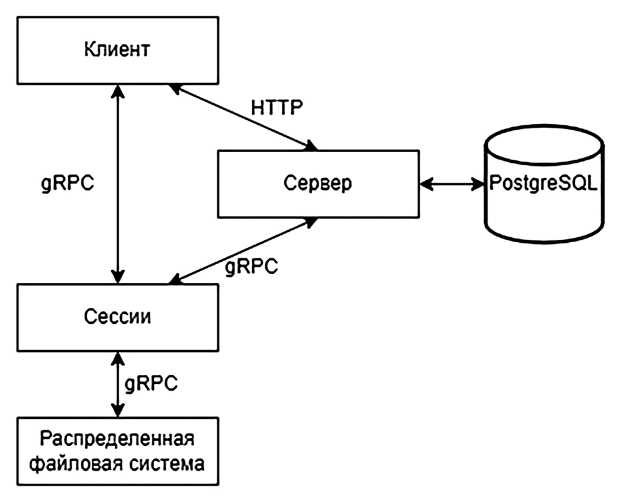 Клиент
HTTP
gRPC
Сервер
PostgreSQL
gRPC
Сессии
gRPC
Распределенная
файловая система